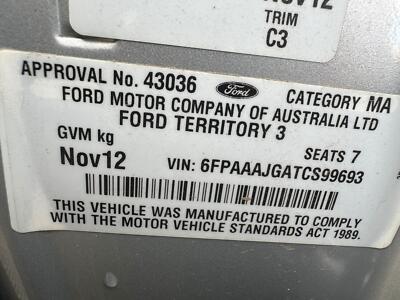 Nov12
TRIM
C3
APPROVAL No. 43036 Ford CATEGORY MA
FORD MOTOR COMPANY OF AUSTRALIA LTD
FORD TERRITORY 3
GVM kg SEATS 7
Nov12 VIN: 6FPAAAJGATCS99693
THIS VEHICLE WAS MANUFACTURED TO COMPLY
WITH THE MOTOR VEHICLE STANDARDS ACT 1989.